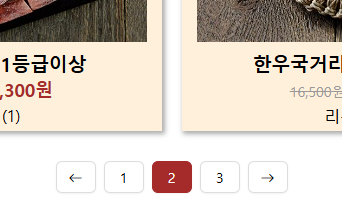 1등급이상
,300원
(1)
한우국거리
16,500원
리
← 1 2 3 →